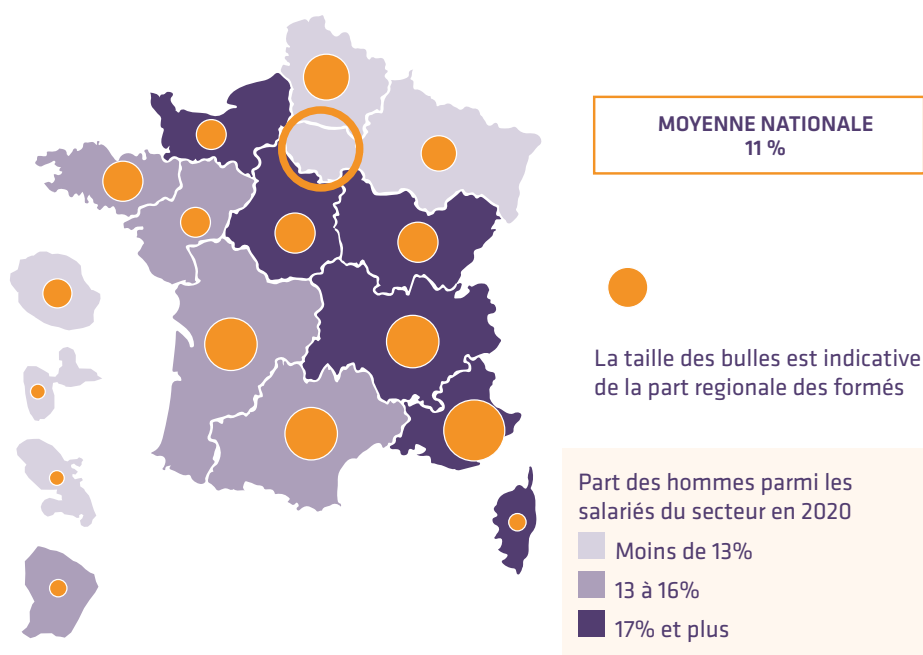 MOYENNE NATIONALE
11 %
La taille des bulles est indicative
de la part regionale des formés
Part des hommes parmi les
salariés du secteur en 2020
Moins de 13%
13 à 16%
17% et plus